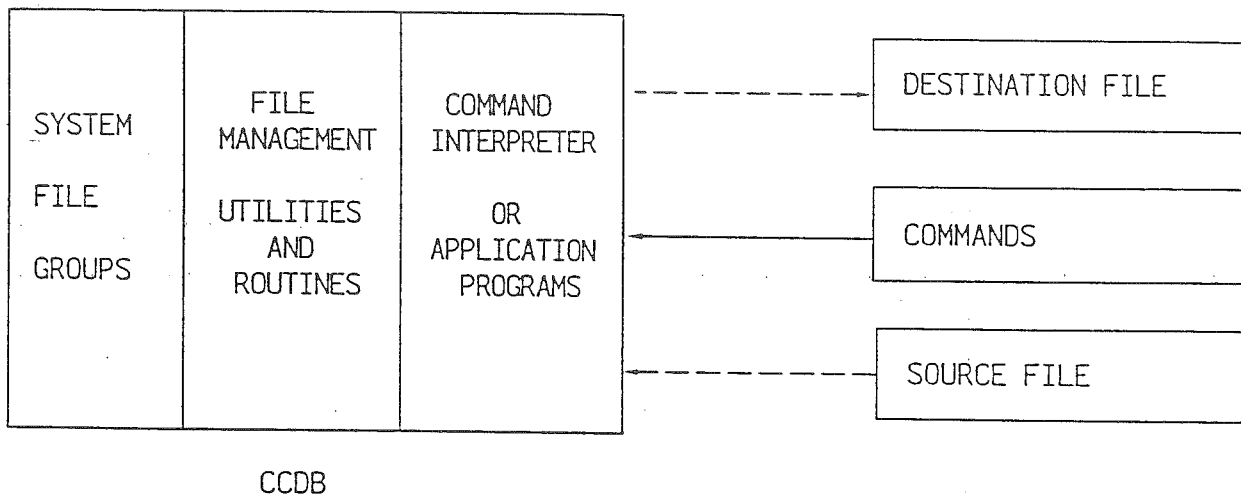 SYSTEM
FILE
GROUPS
FILE
MANAGEMENT
UTILITIES
AND
ROUTINES
COMMAND
INTERPRETER
OR
APPLICATION
PROGRAMS
DESTINATION FILE
COMMANDS
SOURCE FILE
CCDB